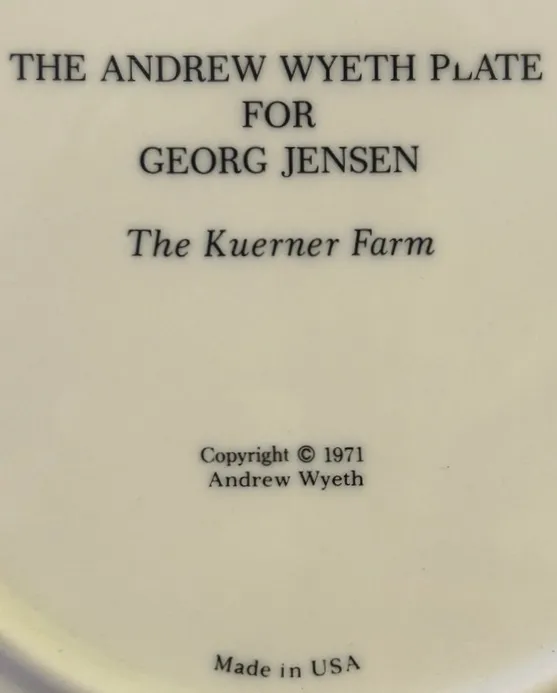 THE ANDREW WYETH PLATE
FOR
GEORG JENSEN
The Kuerner Farm
Copyright © 1971
Andrew Wyeth
Made in USA